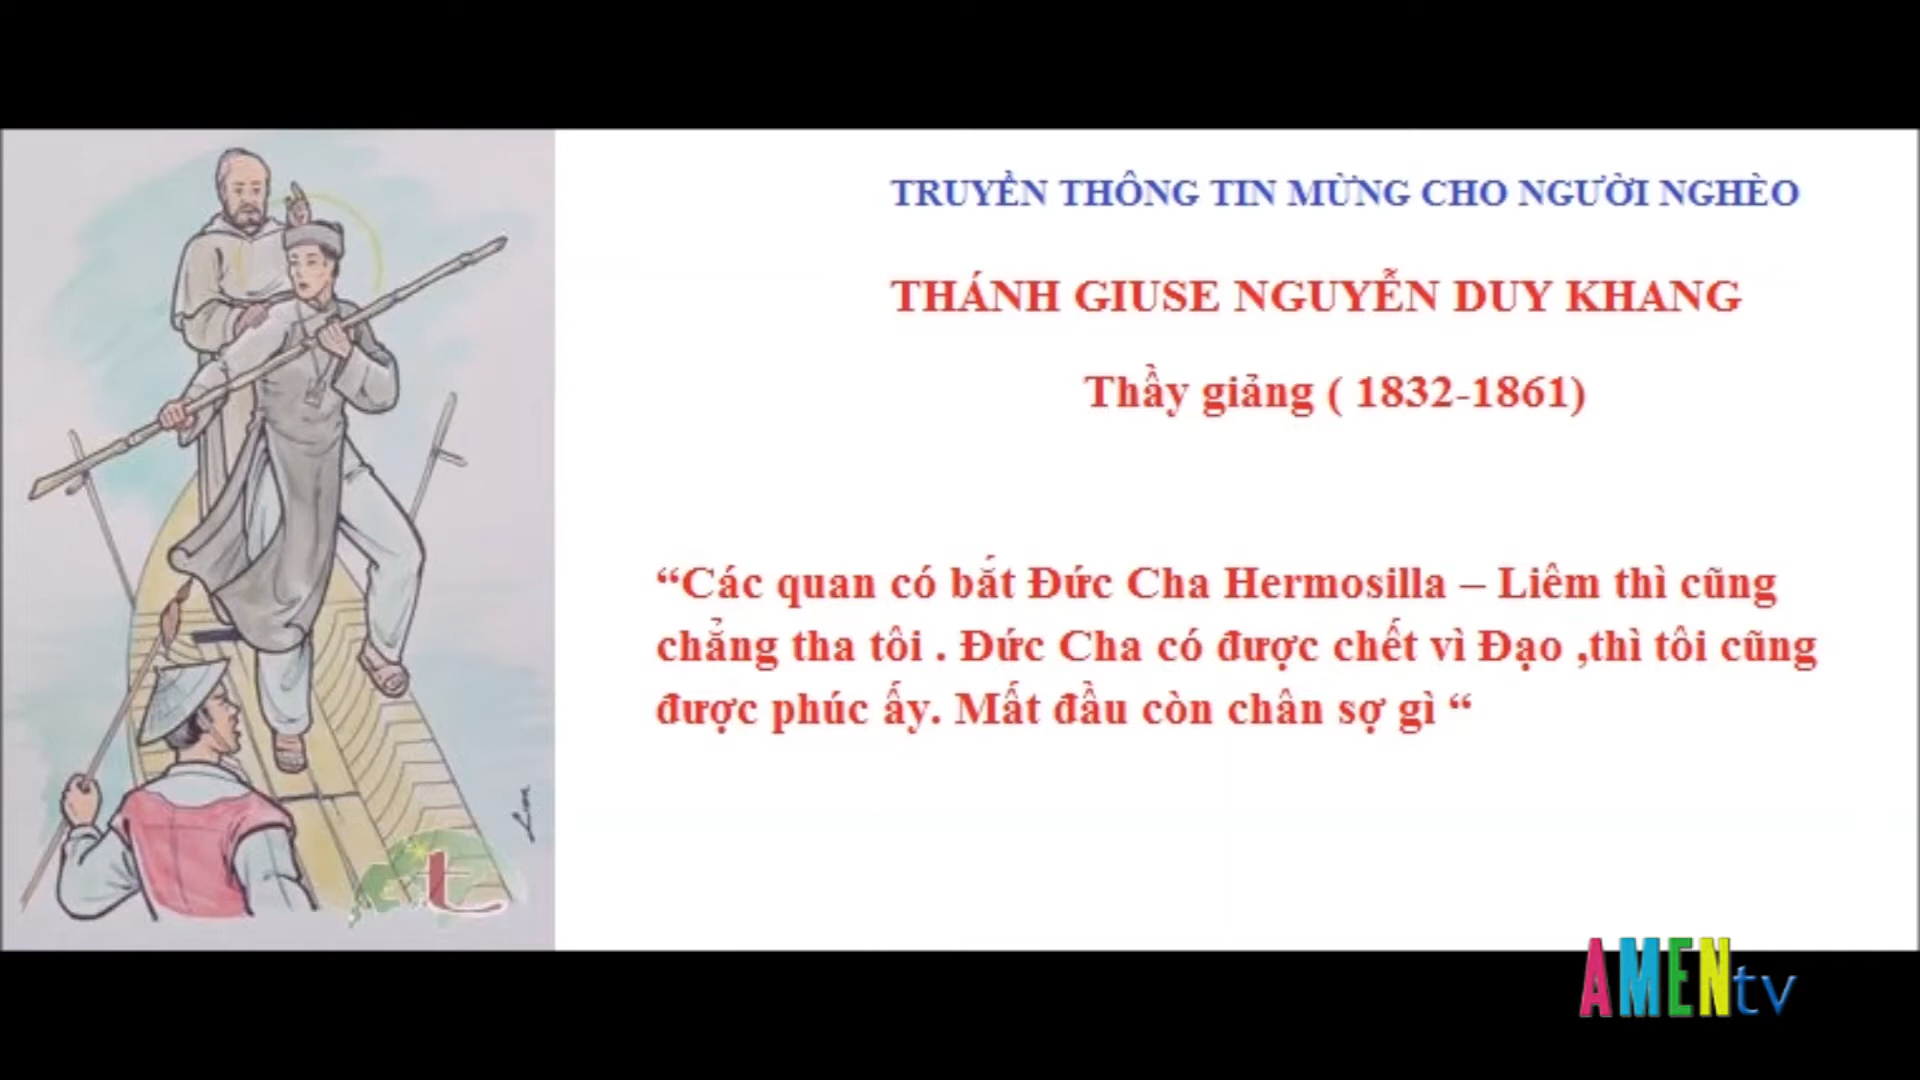 TRUYỀN THÔNG TIN MỪNG CHO NGƯỜI NGHÈO
THÁNH GIUSE NGUYỄN DUY KHANG
Thầy giảng ( 1832-1861)
“Các quan có bắt Đức Cha Hermosilla – Liêm thì cũng
chẳng tha tôi . Đức Cha có được chết vì Đạo ,thì tôi cũng
được phúc ấy. Mất đầu còn chân sợ gì “
AMENtv